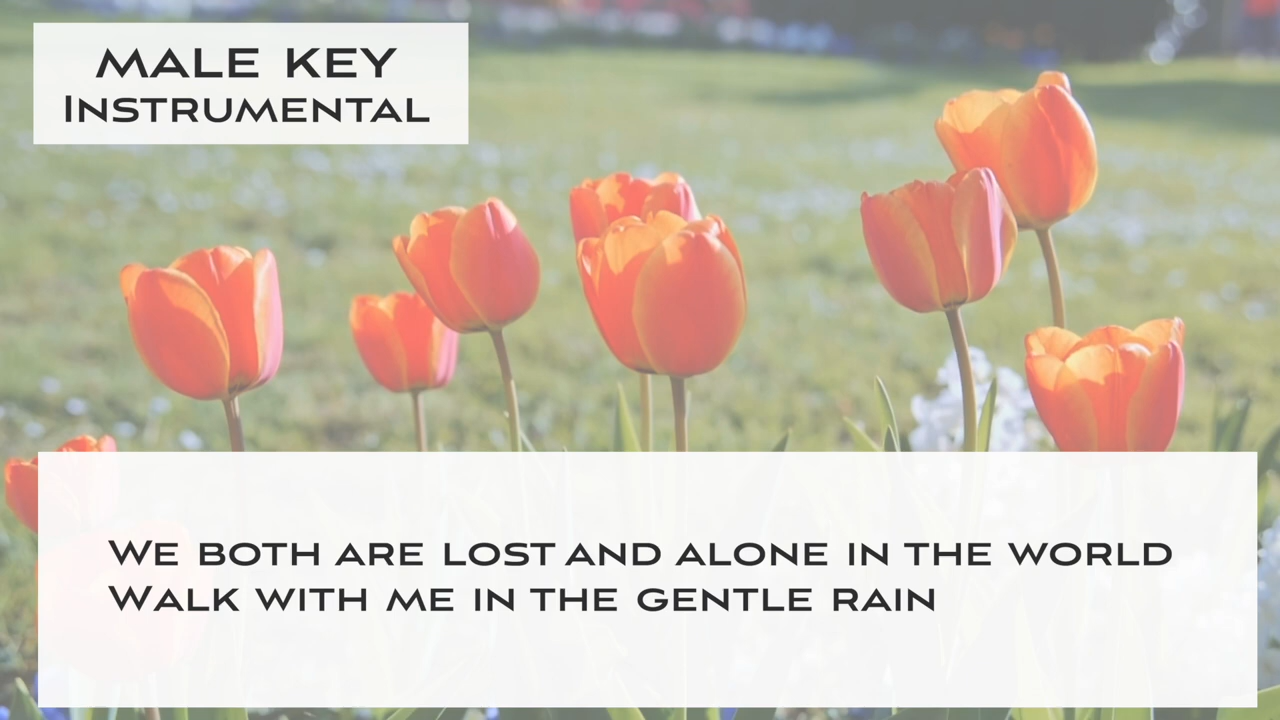 MALE KEY
INSTRUMENTAL
WE BOTH ARE LOST AND ALONE IN THE WORLD
WALK WITH ME IN THE GENTLE RAIN